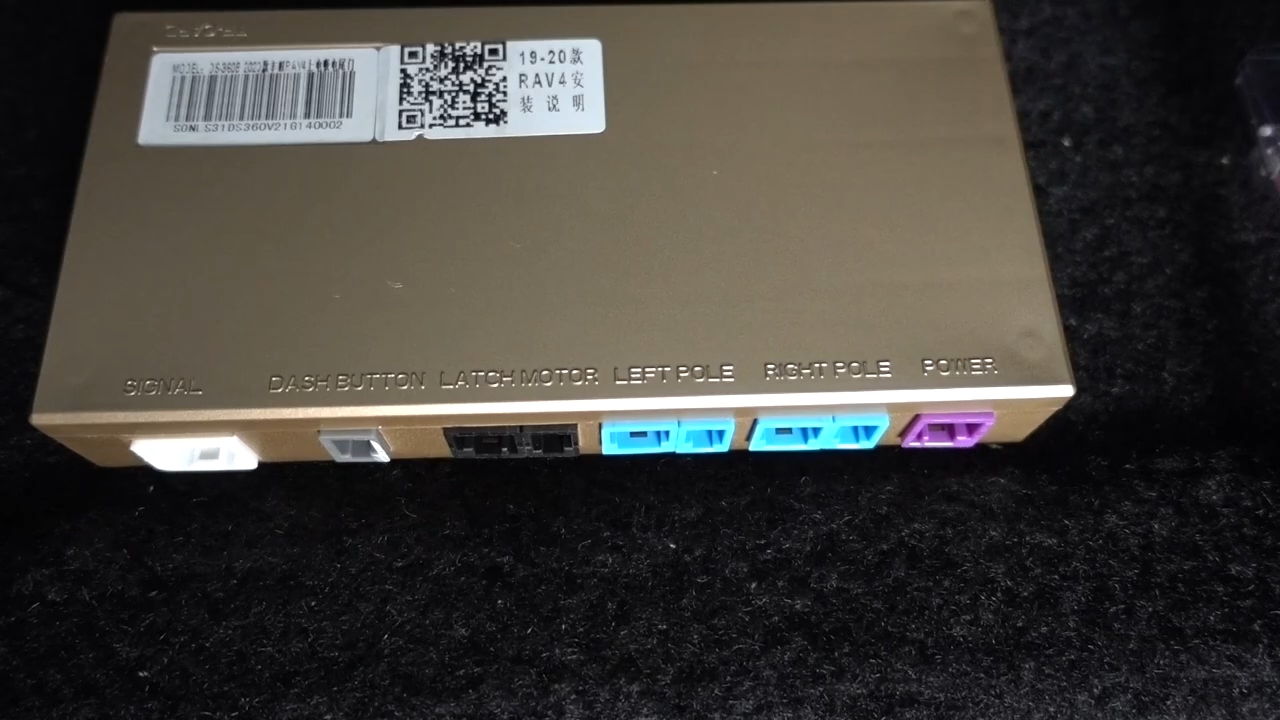 19-20款
RAV4安
装说明
SONLS31DS360V21G140002
SIGNAL
DASH BUTTON
LATCH MOTOR
LEFT POLE
RIGHT POLE
POWER